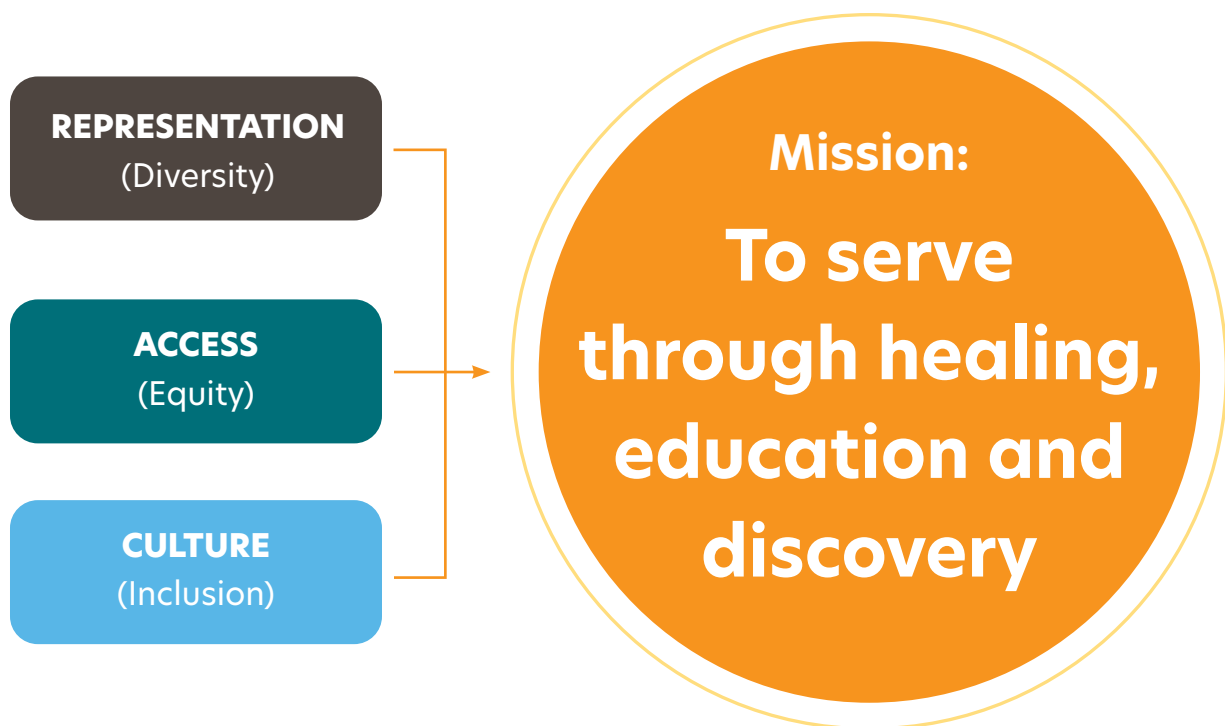 REPRESENTATION
(Diversity)
ACCESS
(Equity)
CULTURE
(Inclusion)
Mission:
To serve
through healing,
education and
discovery